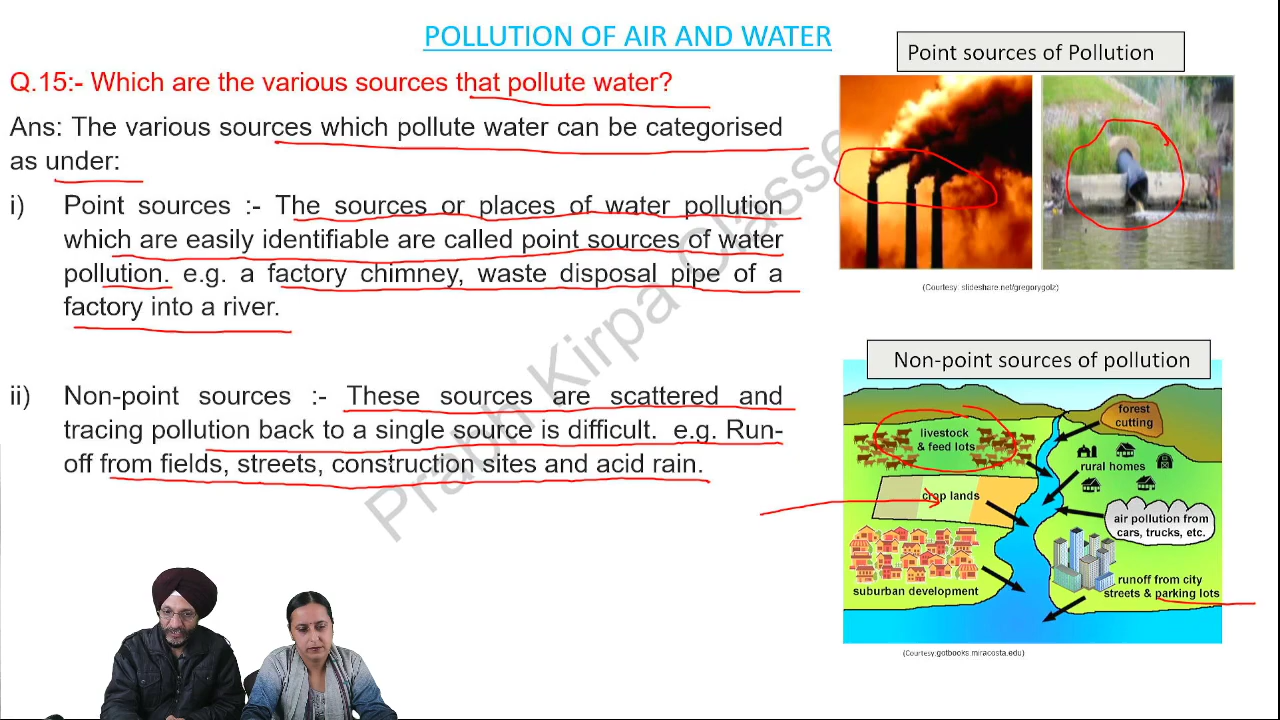 POLLUTION OF AIR AND WATER
Q.15:- Which are the various sources that pollute water?
Ans: The various sources which pollute water can be categorised
as under:
i) Point sources :- The sources or places of water pollution
which are easily identifiable are called point sources of water
pollution. e.g. a factory chimney, waste disposal pipe of a
factory into a river.
ii) Non-point sources :- These sources are scattered and
tracing pollution back to a single source is difficult. e.g. Run-
off from fields, streets, construction sites and acid rain.
Point sources of Pollution
(Courtesy: slideshare.net/gregorygolz)
Non-point sources of pollution
forest
cutting
livestock
& feed lots
rural homes
crop lands
air pollution from
cars, trucks, etc.
suburban development
runoff from city
streets & parking lots
(Courtesy:gotbooks.miracosta.edu)
Prabh Kirpa Classe